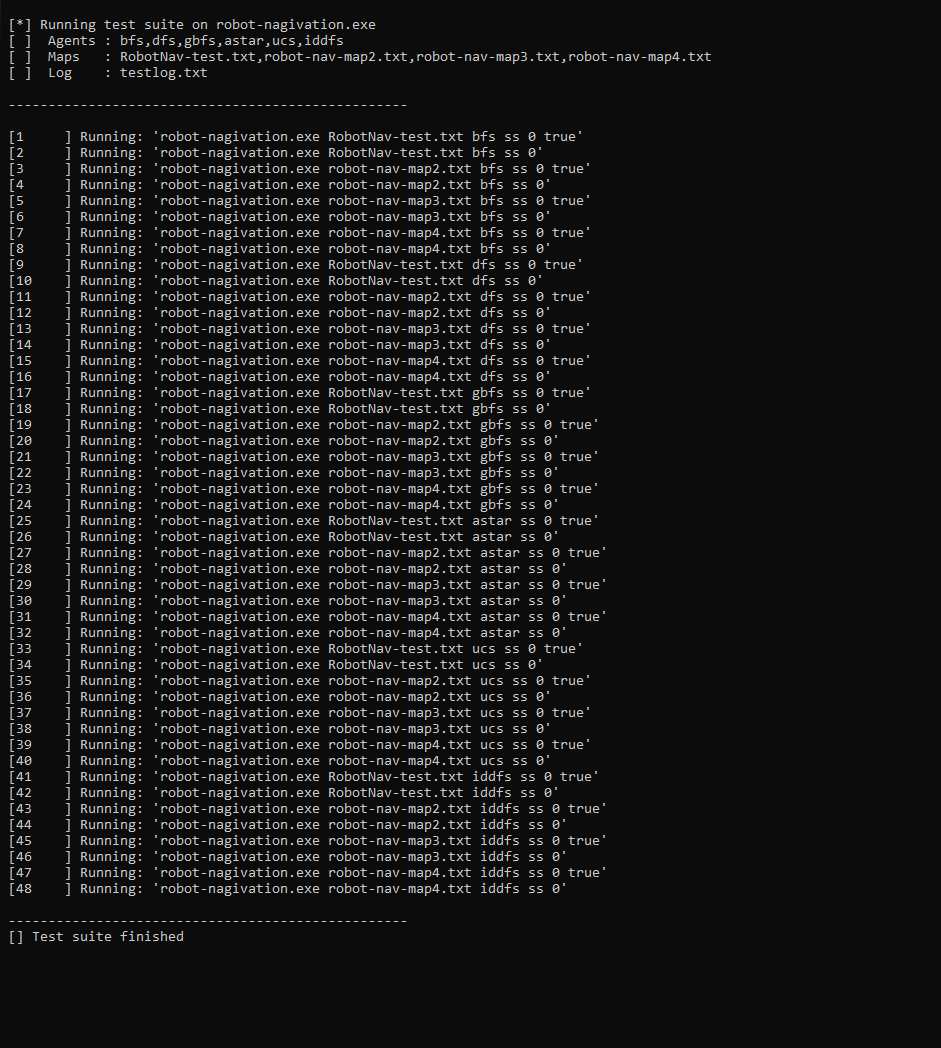 [*] Running test suite on robot-nagivation.exe
[ ]  Agents : bfs,dfs,gbfs,astar,ucs,iddfs
[ ]  Maps   : RobotNav-test.txt,robot-nav-map2.txt,robot-nav-map3.txt,robot-nav-map4.txt
[ ]  Log    : testlog.txt
--------------------------------------------------
[1     ] Running: 'robot-nagivation.exe RobotNav-test.txt bfs ss 0 true'
[2     ] Running: 'robot-nagivation.exe RobotNav-test.txt bfs ss 0'
[3     ] Running: 'robot-nagivation.exe robot-nav-map2.txt bfs ss 0 true'
[4     ] Running: 'robot-nagivation.exe robot-nav-map2.txt bfs ss 0'
[5     ] Running: 'robot-nagivation.exe robot-nav-map3.txt bfs ss 0 true'
[6     ] Running: 'robot-nagivation.exe robot-nav-map3.txt bfs ss 0'
[7     ] Running: 'robot-nagivation.exe robot-nav-map4.txt bfs ss 0 true'
[8     ] Running: 'robot-nagivation.exe robot-nav-map4.txt bfs ss 0'
[9     ] Running: 'robot-nagivation.exe RobotNav-test.txt dfs ss 0 true'
[10    ] Running: 'robot-nagivation.exe RobotNav-test.txt dfs ss 0'
[11    ] Running: 'robot-nagivation.exe robot-nav-map2.txt dfs ss 0 true'
[12    ] Running: 'robot-nagivation.exe robot-nav-map2.txt dfs ss 0'
[13    ] Running: 'robot-nagivation.exe robot-nav-map3.txt dfs ss 0 true'
[14    ] Running: 'robot-nagivation.exe robot-nav-map3.txt dfs ss 0'
[15    ] Running: 'robot-nagivation.exe robot-nav-map4.txt dfs ss 0 true'
[16    ] Running: 'robot-nagivation.exe robot-nav-map4.txt dfs ss 0'
[17    ] Running: 'robot-nagivation.exe RobotNav-test.txt gbfs ss 0 true'
[18    ] Running: 'robot-nagivation.exe RobotNav-test.txt gbfs ss 0'
[19    ] Running: 'robot-nagivation.exe robot-nav-map2.txt gbfs ss 0 true'
[20    ] Running: 'robot-nagivation.exe robot-nav-map2.txt gbfs ss 0'
[21    ] Running: 'robot-nagivation.exe robot-nav-map3.txt gbfs ss 0 true'
[22    ] Running: 'robot-nagivation.exe robot-nav-map3.txt gbfs ss 0'
[23    ] Running: 'robot-nagivation.exe robot-nav-map4.txt gbfs ss 0 true'
[24    ] Running: 'robot-nagivation.exe robot-nav-map4.txt gbfs ss 0'
[25    ] Running: 'robot-nagivation.exe RobotNav-test.txt astar ss 0 true'
[26    ] Running: 'robot-nagivation.exe RobotNav-test.txt astar ss 0'
[27    ] Running: 'robot-nagivation.exe robot-nav-map2.txt astar ss 0 true'
[28    ] Running: 'robot-nagivation.exe robot-nav-map2.txt astar ss 0'
[29    ] Running: 'robot-nagivation.exe robot-nav-map3.txt astar ss 0 true'
[30    ] Running: 'robot-nagivation.exe robot-nav-map3.txt astar ss 0'
[31    ] Running: 'robot-nagivation.exe robot-nav-map4.txt astar ss 0 true'
[32    ] Running: 'robot-nagivation.exe robot-nav-map4.txt astar ss 0'
[33    ] Running: 'robot-nagivation.exe RobotNav-test.txt ucs ss 0 true'
[34    ] Running: 'robot-nagivation.exe RobotNav-test.txt ucs ss 0'
[35    ] Running: 'robot-nagivation.exe robot-nav-map2.txt ucs ss 0 true'
[36    ] Running: 'robot-nagivation.exe robot-nav-map2.txt ucs ss 0'
[37    ] Running: 'robot-nagivation.exe robot-nav-map3.txt ucs ss 0 true'
[38    ] Running: 'robot-nagivation.exe robot-nav-map3.txt ucs ss 0'
[39    ] Running: 'robot-nagivation.exe robot-nav-map4.txt ucs ss 0 true'
[40    ] Running: 'robot-nagivation.exe robot-nav-map4.txt ucs ss 0'
[41    ] Running: 'robot-nagivation.exe RobotNav-test.txt iddfs ss 0 true'
[42    ] Running: 'robot-nagivation.exe RobotNav-test.txt iddfs ss 0'
[43    ] Running: 'robot-nagivation.exe robot-nav-map2.txt iddfs ss 0 true'
[44    ] Running: 'robot-nagivation.exe robot-nav-map2.txt iddfs ss 0'
[45    ] Running: 'robot-nagivation.exe robot-nav-map3.txt iddfs ss 0 true'
[46    ] Running: 'robot-nagivation.exe robot-nav-map3.txt iddfs ss 0'
[47    ] Running: 'robot-nagivation.exe robot-nav-map4.txt iddfs ss 0 true'
[48    ] Running: 'robot-nagivation.exe robot-nav-map4.txt iddfs ss 0'
--------------------------------------------------
[] Test suite finished